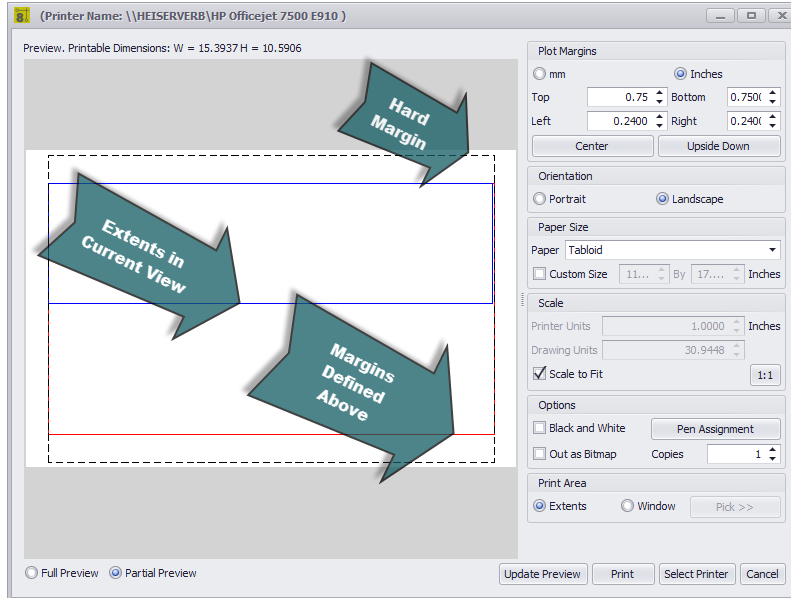 8 (Printer Name: \\HEISERVERB\HP Officejet 7500 E910 )
Preview. Printable Dimensions: W = 15.3937 H = 10.5906
Hard
Margin
Extents in
Current View
Margins
Defined
Above
Full Preview Partial Preview
Plot Margins
mm Inches
Top 0.75 Bottom 0.7500
Left 0.2400 Right 0.2400
Center Upside Down
Orientation
Portrait Landscape
Paper Size
Paper Tabloid
Custom Size 11... By 17.... Inches
Scale
Printer Units 1.0000 Inches
Drawing Units 30.9448
Scale to Fit 1:1
Options
Black and White Pen Assignment
Out as Bitmap Copies 1
Print Area
Extents Window Pick >>
Update Preview Print Select Printer Cancel